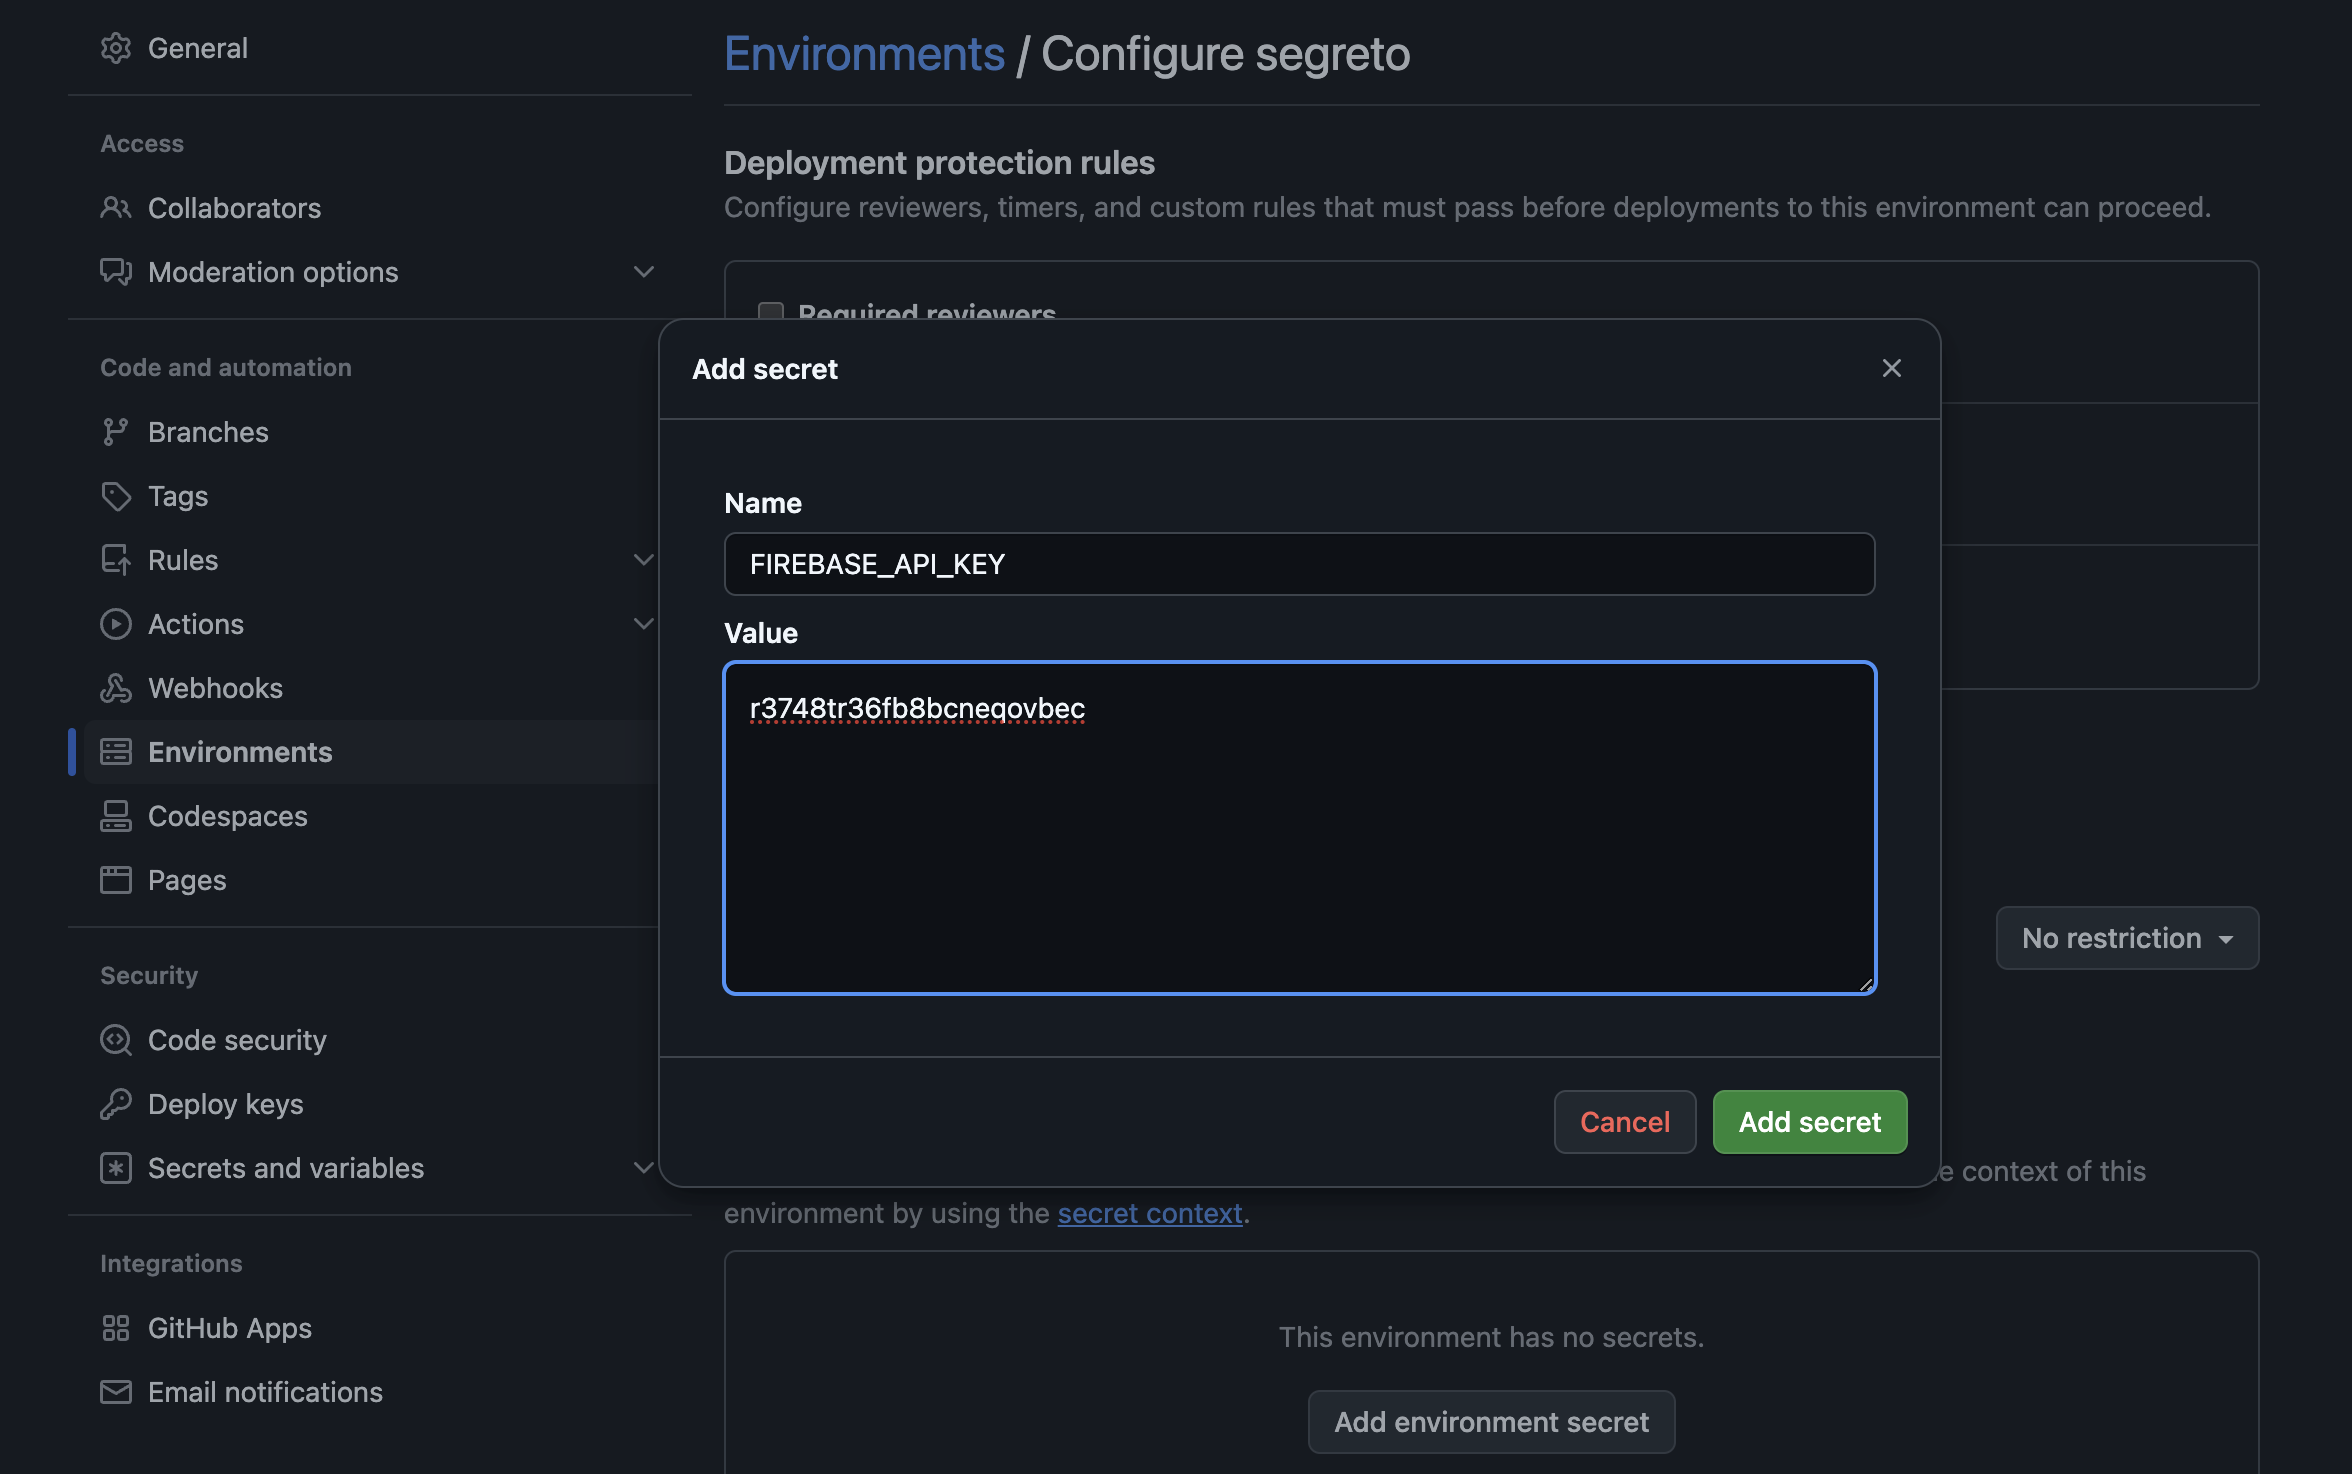 General
Access
Collaborators
Moderation options
Code and automation
Branches
Tags
Rules
Actions
Webhooks
Environments
Codespaces
Pages
Security
Code security
Deploy keys
Secrets and variables
Integrations
GitHub Apps
Email notifications
Environments / Configure segreto
Deployment protection rules
Configure reviewers, timers, and custom rules that must pass before deployments to this environment can proceed.
Required reviewers
Add secret
Name
FIREBASE_API_KEY
Value
r3748tr36fb8bcneqovbec
Cancel
Add secret
No restriction
context of this
environment by using the secret context.
This environment has no secrets.
Add environment secret